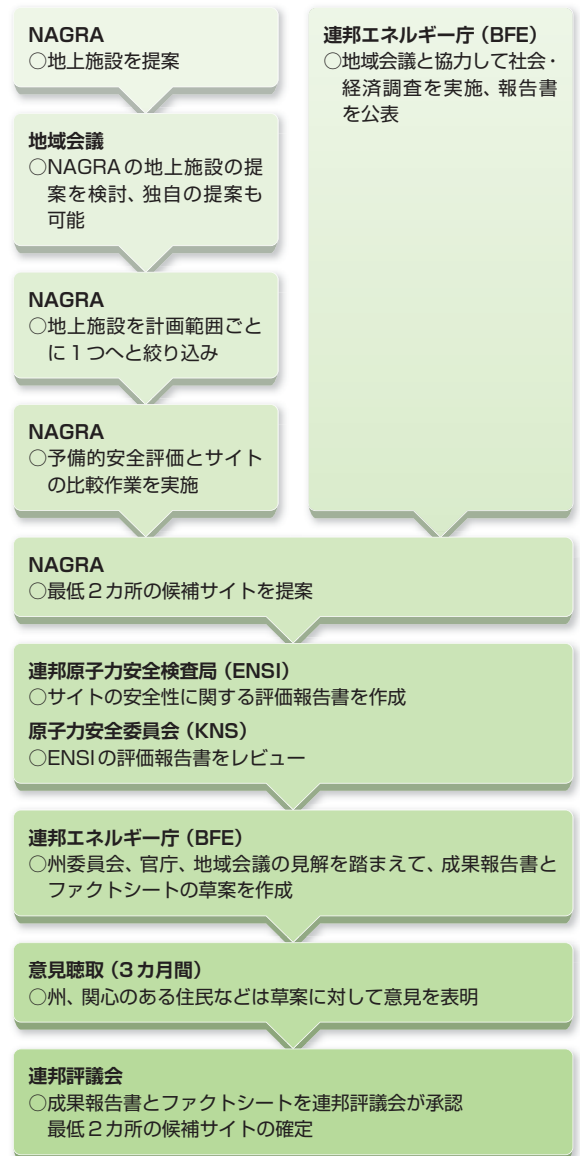 NAGRA
○地上施設を提案
地域会議
○NAGRAの地上施設の提
案を検討、独自の提案も
可能
NAGRA
○地上施設を計画範囲ごと
に1つへと絞り込み
NAGRA
○予備的安全評価とサイト
の比較作業を実施
連邦エネルギー庁（BFE）
○地域会議と協力して社会・
経済調査を実施、報告書
を公表
NAGRA
○最低2カ所の候補サイトを提案
連邦原子力安全検査局（ENSI）
○サイトの安全性に関する評価報告書を作成
原子力安全委員会（KNS）
○ENSIの評価報告書をレビュー
連邦エネルギー庁（BFE）
○州委員会、官庁、地域会議の見解を踏まえて、成果報告書と
ファクトシートの草案を作成
意見聴取（3カ月間）
○州、関心のある住民などは草案に対して意見を表明
連邦評議会
○成果報告書とファクトシートを連邦評議会が承認
最低2カ所の候補サイトの確定